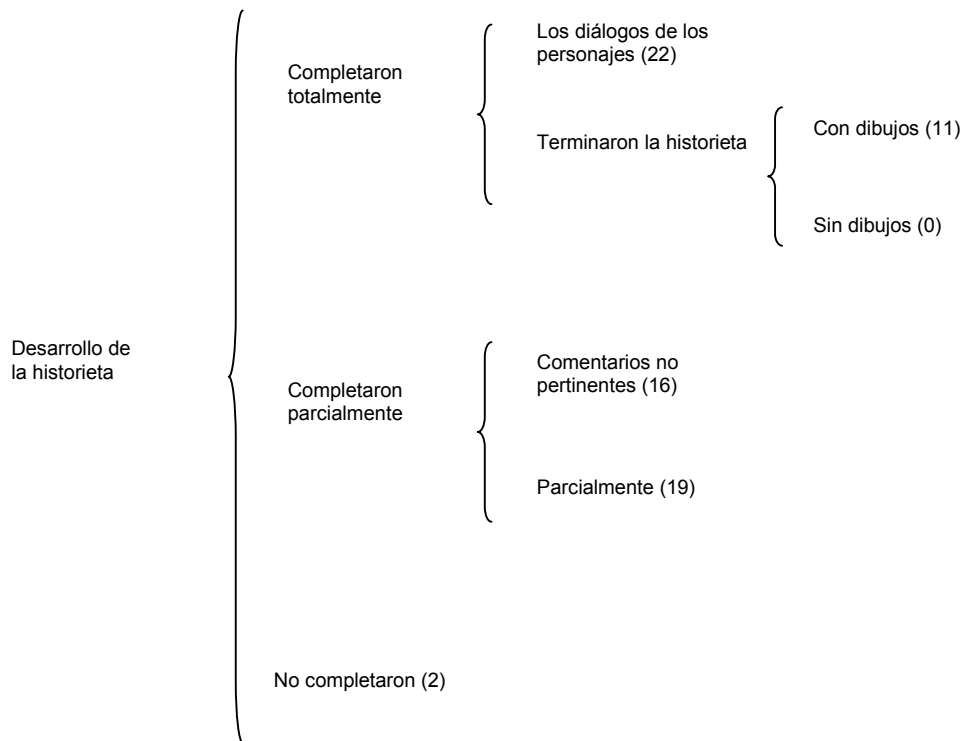 Desarrollo de
la historieta
Completaron
totalmente
Los diálogos de los
personajes (22)
Terminaron la historieta
Con dibujos (11)
Sin dibujos (0)
Completaron
parcialmente
Comentarios no
pertinentes (16)
Parcialmente (19)
No completaron (2)